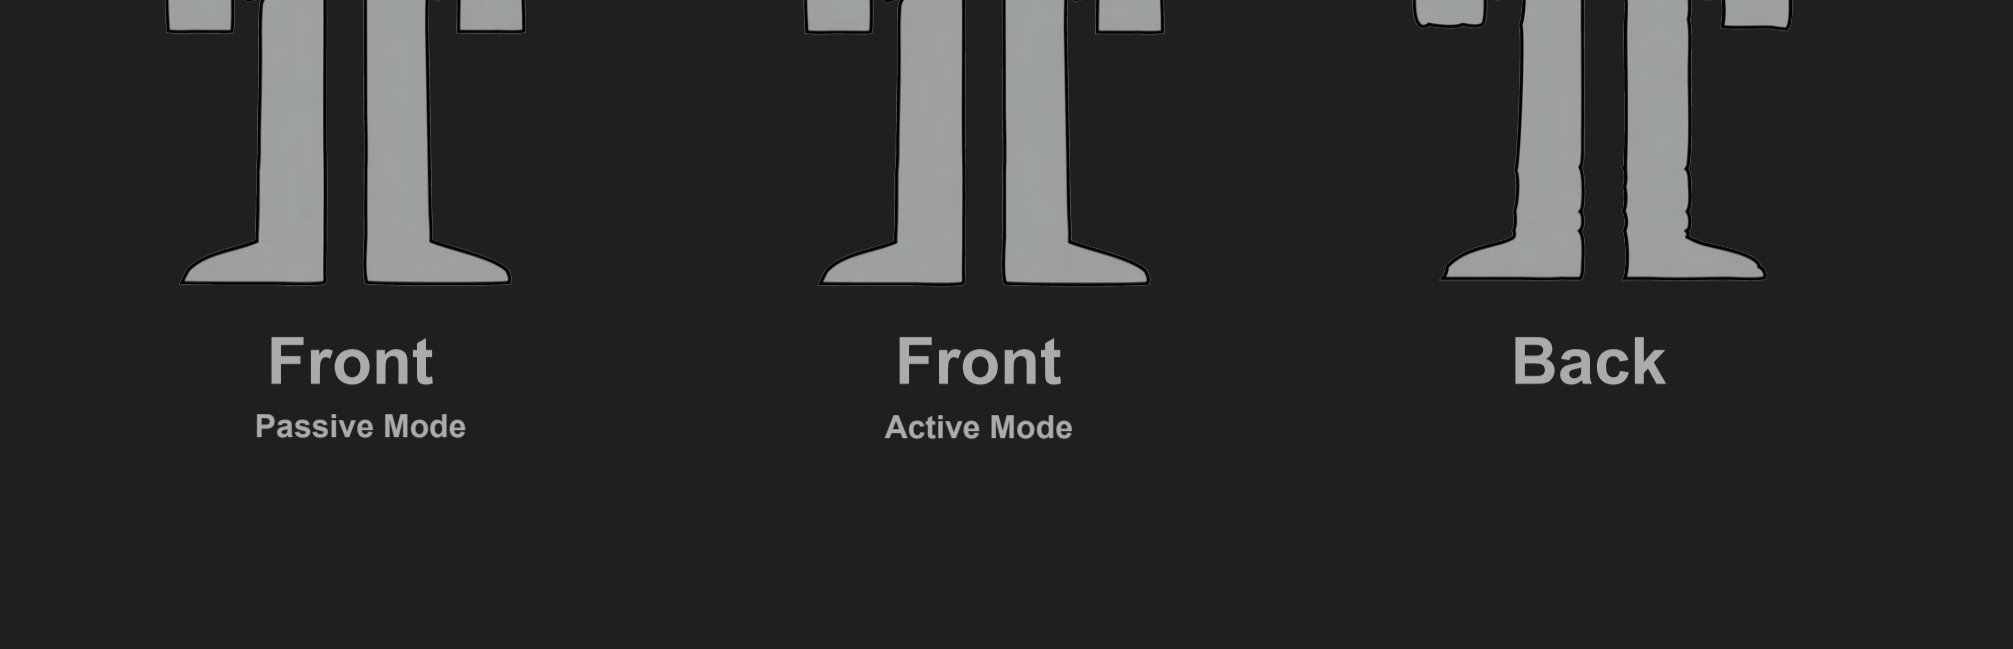 Front
Passive Mode
Front
Active Mode
Back